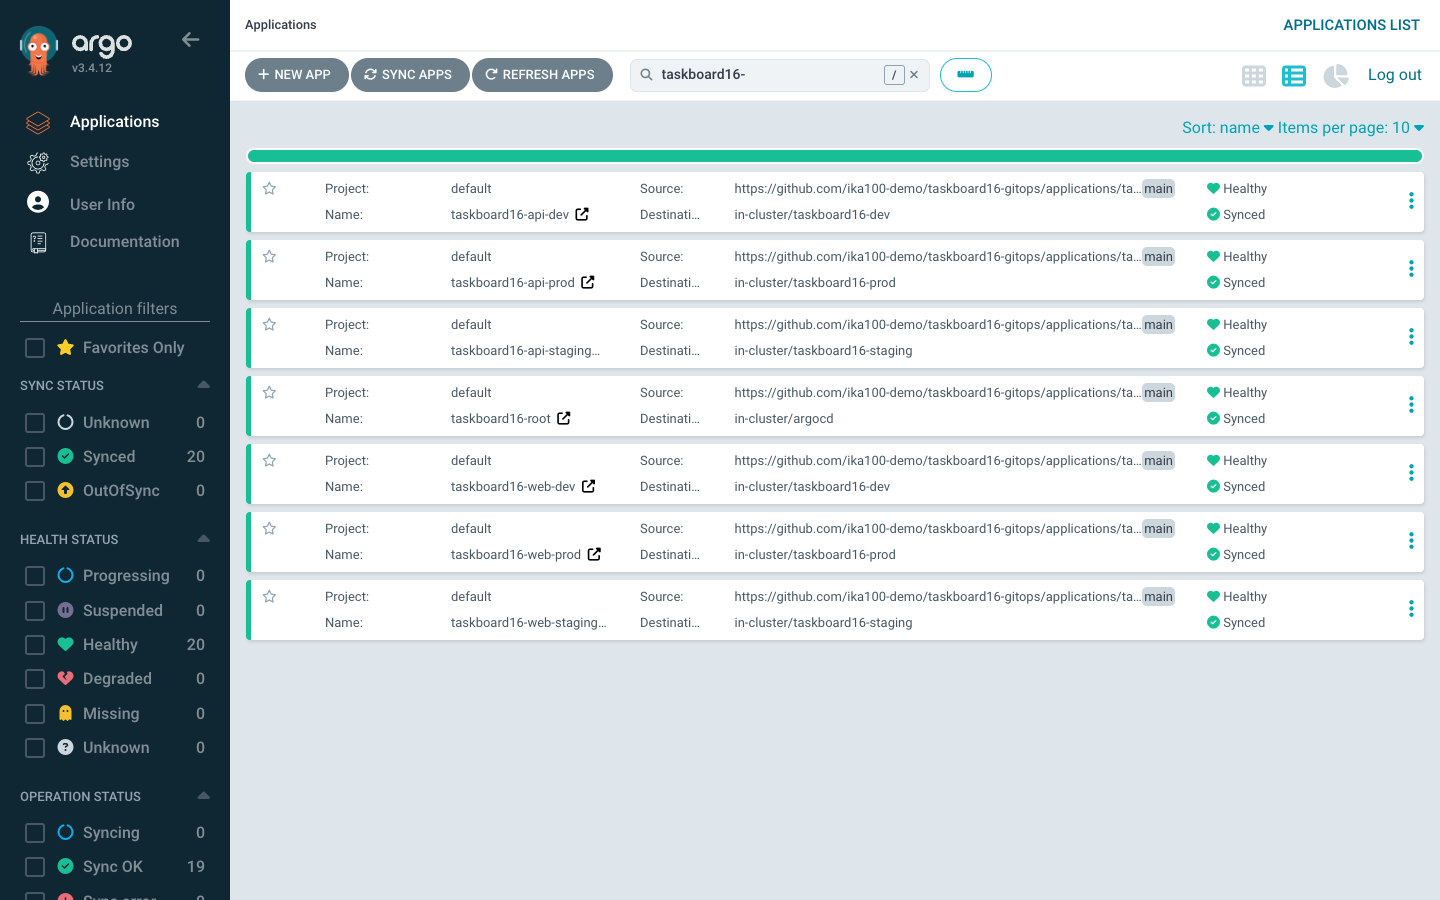 argo
v3.4.12
Applications
Settings
User Info
Documentation
Application filters
Favorites Only
SYNC STATUS
Unknown 0
Synced 20
OutOfSync 0
HEALTH STATUS
Progressing 0
Suspended 0
Healthy 20
Degraded 0
Missing 0
Unknown 0
OPERATION STATUS
Syncing 0
Sync OK 19
Applications
APPLICATIONS LIST
NEW APP SYNC APPS REFRESH APPS taskboard16- / Log out
Sort: name Items per page: 10
Project: default Source: https://github.com/ika100-demo/taskboard16-gitops/applications/ta... main Healthy
Name: taskboard16-api-dev Destinati... in-cluster/taskboard16-dev Synced
Project: default Source: https://github.com/ika100-demo/taskboard16-gitops/applications/ta... main Healthy
Name: taskboard16-api-prod Destinati... in-cluster/taskboard16-prod Synced
Project: default Source: https://github.com/ika100-demo/taskboard16-gitops/applications/ta... main Healthy
Name: taskboard16-api-staging... Destinati... in-cluster/taskboard16-staging Synced
Project: default Source: https://github.com/ika100-demo/taskboard16-gitops/applications/ta... main Healthy
Name: taskboard16-root Destinati... in-cluster/argocd Synced
Project: default Source: https://github.com/ika100-demo/taskboard16-gitops/applications/ta... main Healthy
Name: taskboard16-web-dev Destinati... in-cluster/taskboard16-dev Synced
Project: default Source: https://github.com/ika100-demo/taskboard16-gitops/applications/ta... main Healthy
Name: taskboard16-web-prod Destinati... in-cluster/taskboard16-prod Synced
Project: default Source: https://github.com/ika100-demo/taskboard16-gitops/applications/ta... main Healthy
Name: taskboard16-web-staging... Destinati... in-cluster/taskboard16-staging Synced